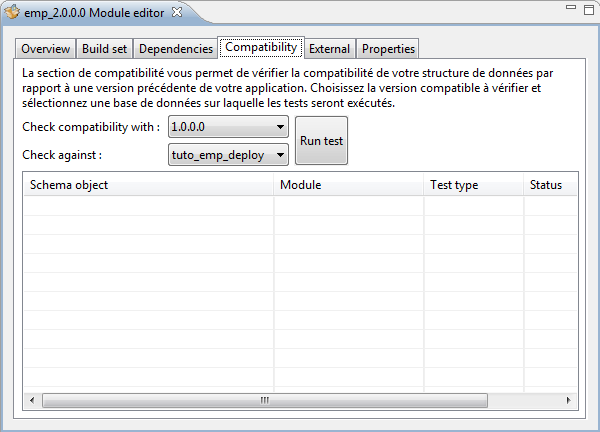 emp_2.0.0.0 Module editor
Overview Build set Dependencies Compatibility External Properties
La section de compatibilité vous permet de vérifier la compatibilité de votre structure de données par
rapport à une version précédente de votre application. Choisissez la version compatible à vérifier et
sélectionnez une base de données sur laquelle les tests seront exécutés.
Check compatibility with : 1.0.0.0
Run test
Check against : tuto_emp_deploy
Schema object Module Test type Status